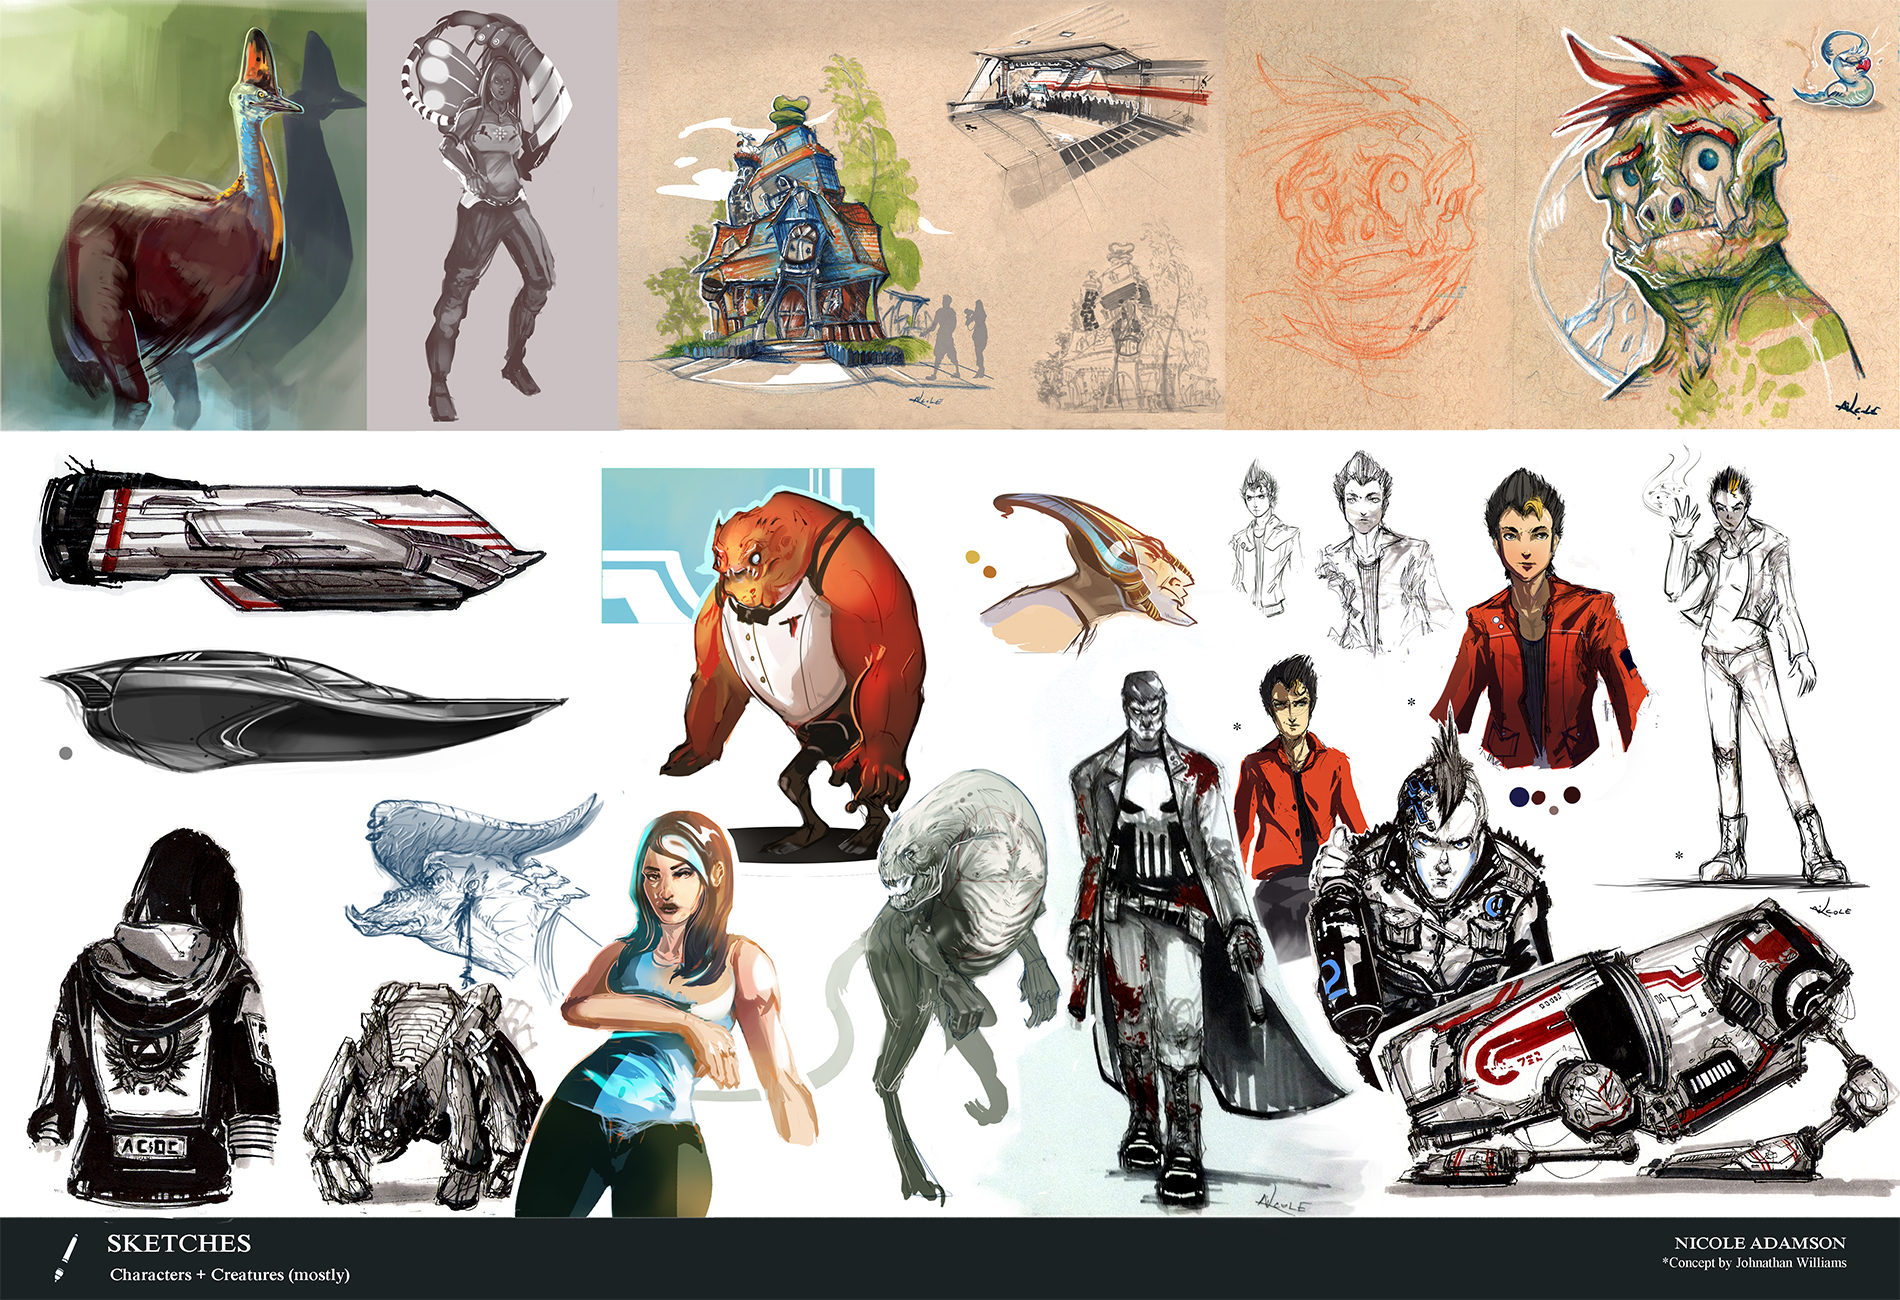 AC⚡DC
SKETCHES
Characters + Creatures (mostly)
NICOLE ADAMSON
*Concept by Johnathan Williams